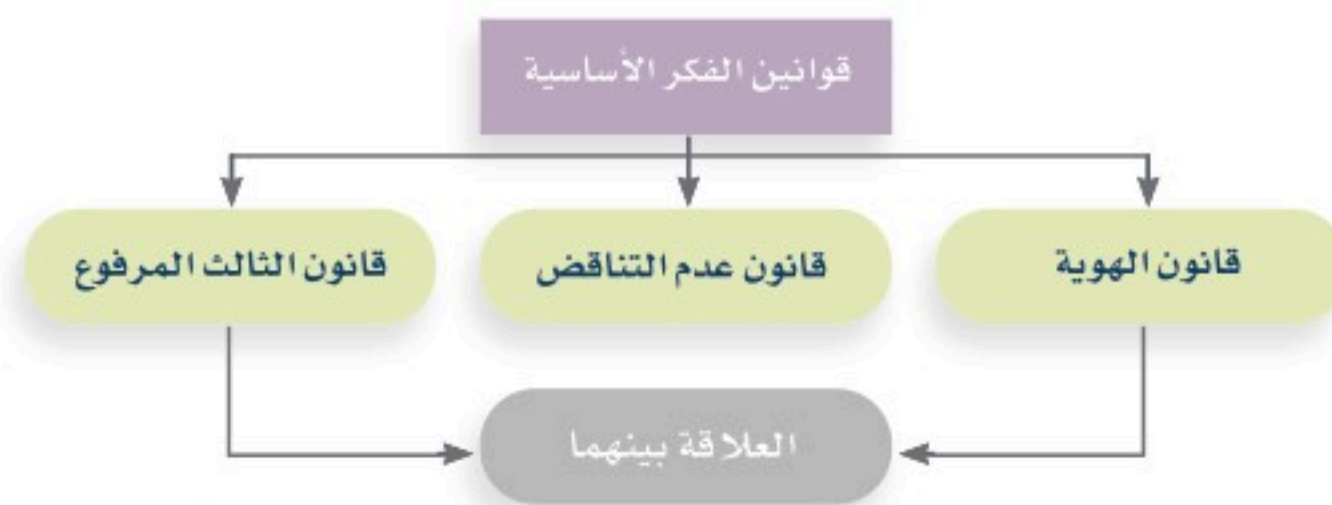 قوانين الفكر الأساسية
قانون الهوية
قانون عدم التناقض
قانون الثالث المرفوع
العلاقة بينهما